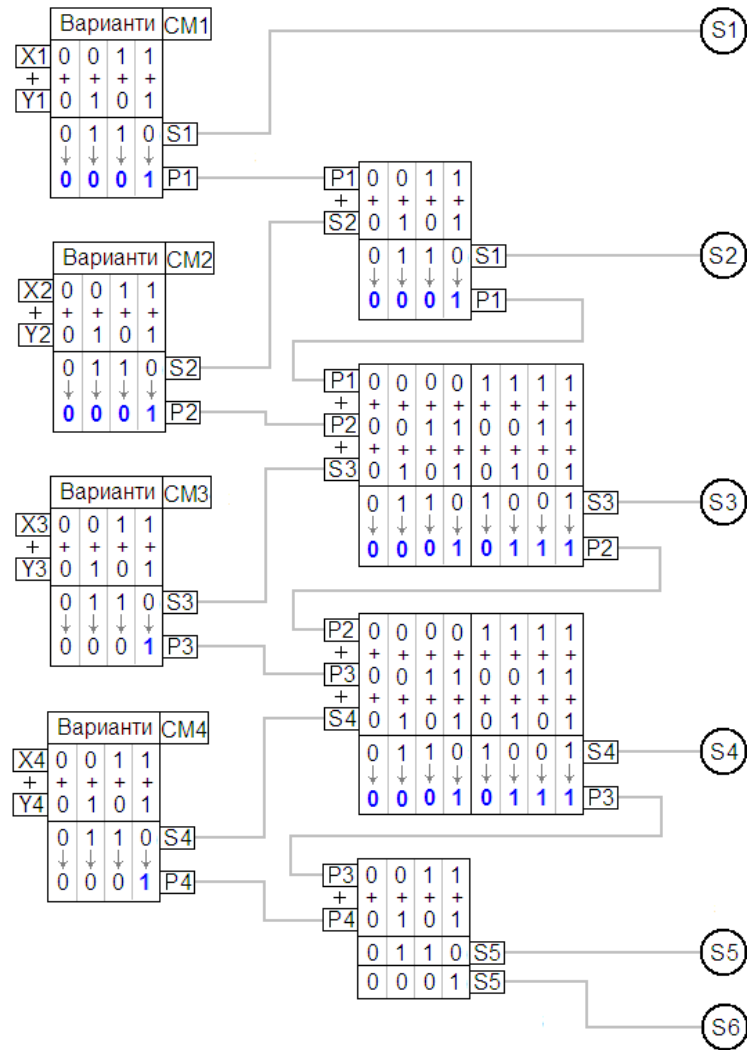 Варианти CM1
X1 0 0 1 1
+ + + + +
Y1 0 1 0 1
0 1 1 0 S1
0 0 0 1 P1
S1
P1 0 0 1 1
+ + + + +
S2 0 1 0 1
0 1 1 0 S1
0 0 0 1 P1
S2
Варианти CM2
X2 0 0 1 1
+ + + + +
Y2 0 1 0 1
0 1 1 0 S2
0 0 0 1 P2
P1 0 0 0 0 1 1 1 1
+ + + + + + + + +
P2 0 0 1 1 0 0 1 1
+ + + + + + + + +
S3 0 1 0 1 0 1 0 1
0 1 1 0 1 0 0 1 S3
0 0 0 1 0 1 1 1 P2
S3
Варианти CM3
X3 0 0 1 1
+ + + + +
Y3 0 1 0 1
0 1 1 0 S3
0 0 0 1 P3
P2 0 0 0 0 1 1 1 1
+ + + + + + + + +
P3 0 0 1 1 0 0 1 1
+ + + + + + + + +
S4 0 1 0 1 0 1 0 1
0 1 1 0 1 0 0 1 S4
0 0 0 1 0 1 1 1 P3
S4
Варианти CM4
X4 0 0 1 1
+ + + + +
Y4 0 1 0 1
0 1 1 0 S4
0 0 0 1 P4
P3 0 0 1 1
+ + + + +
P4 0 1 0 1
0 1 1 0 S5
0 0 0 1 S5
S5
S6